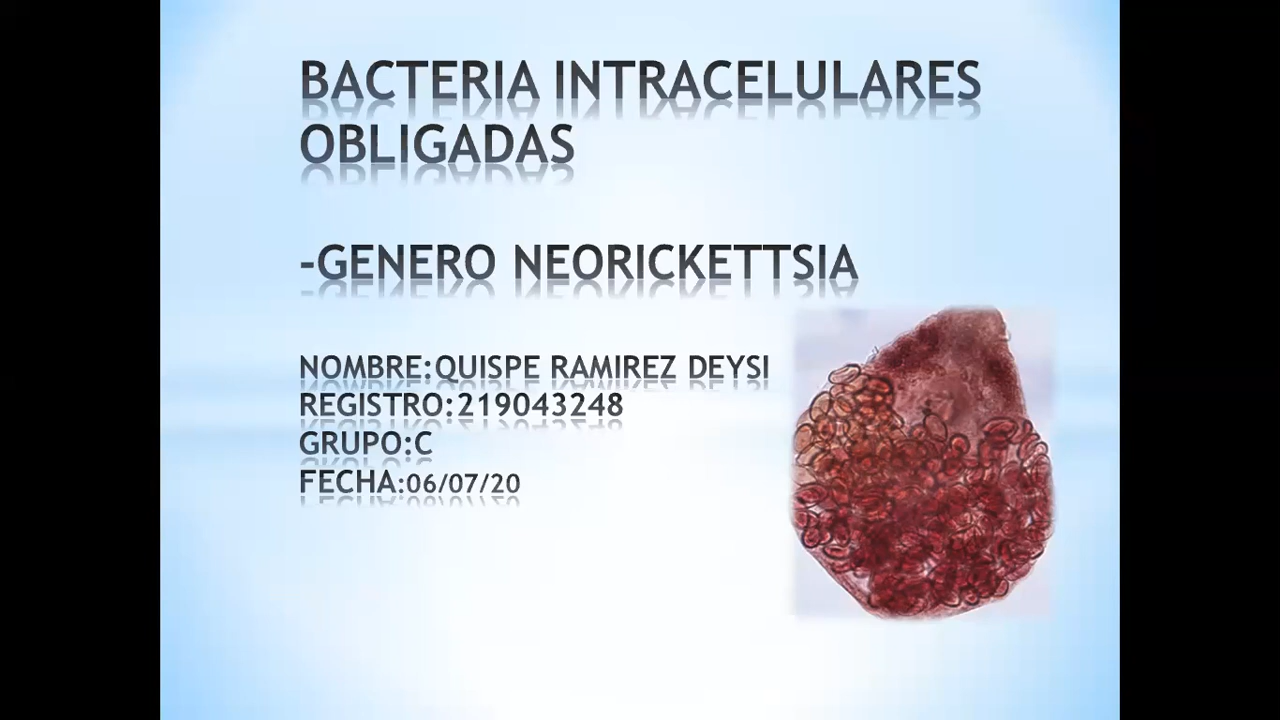 BACTERIA INTRACELULARES
OBLIGADAS
-GENERO NEORICKETTSIA
NOMBRE:QUISPE RAMIREZ DEYSI
REGISTRO:219043248
GRUPO:C
FECHA:06/07/20